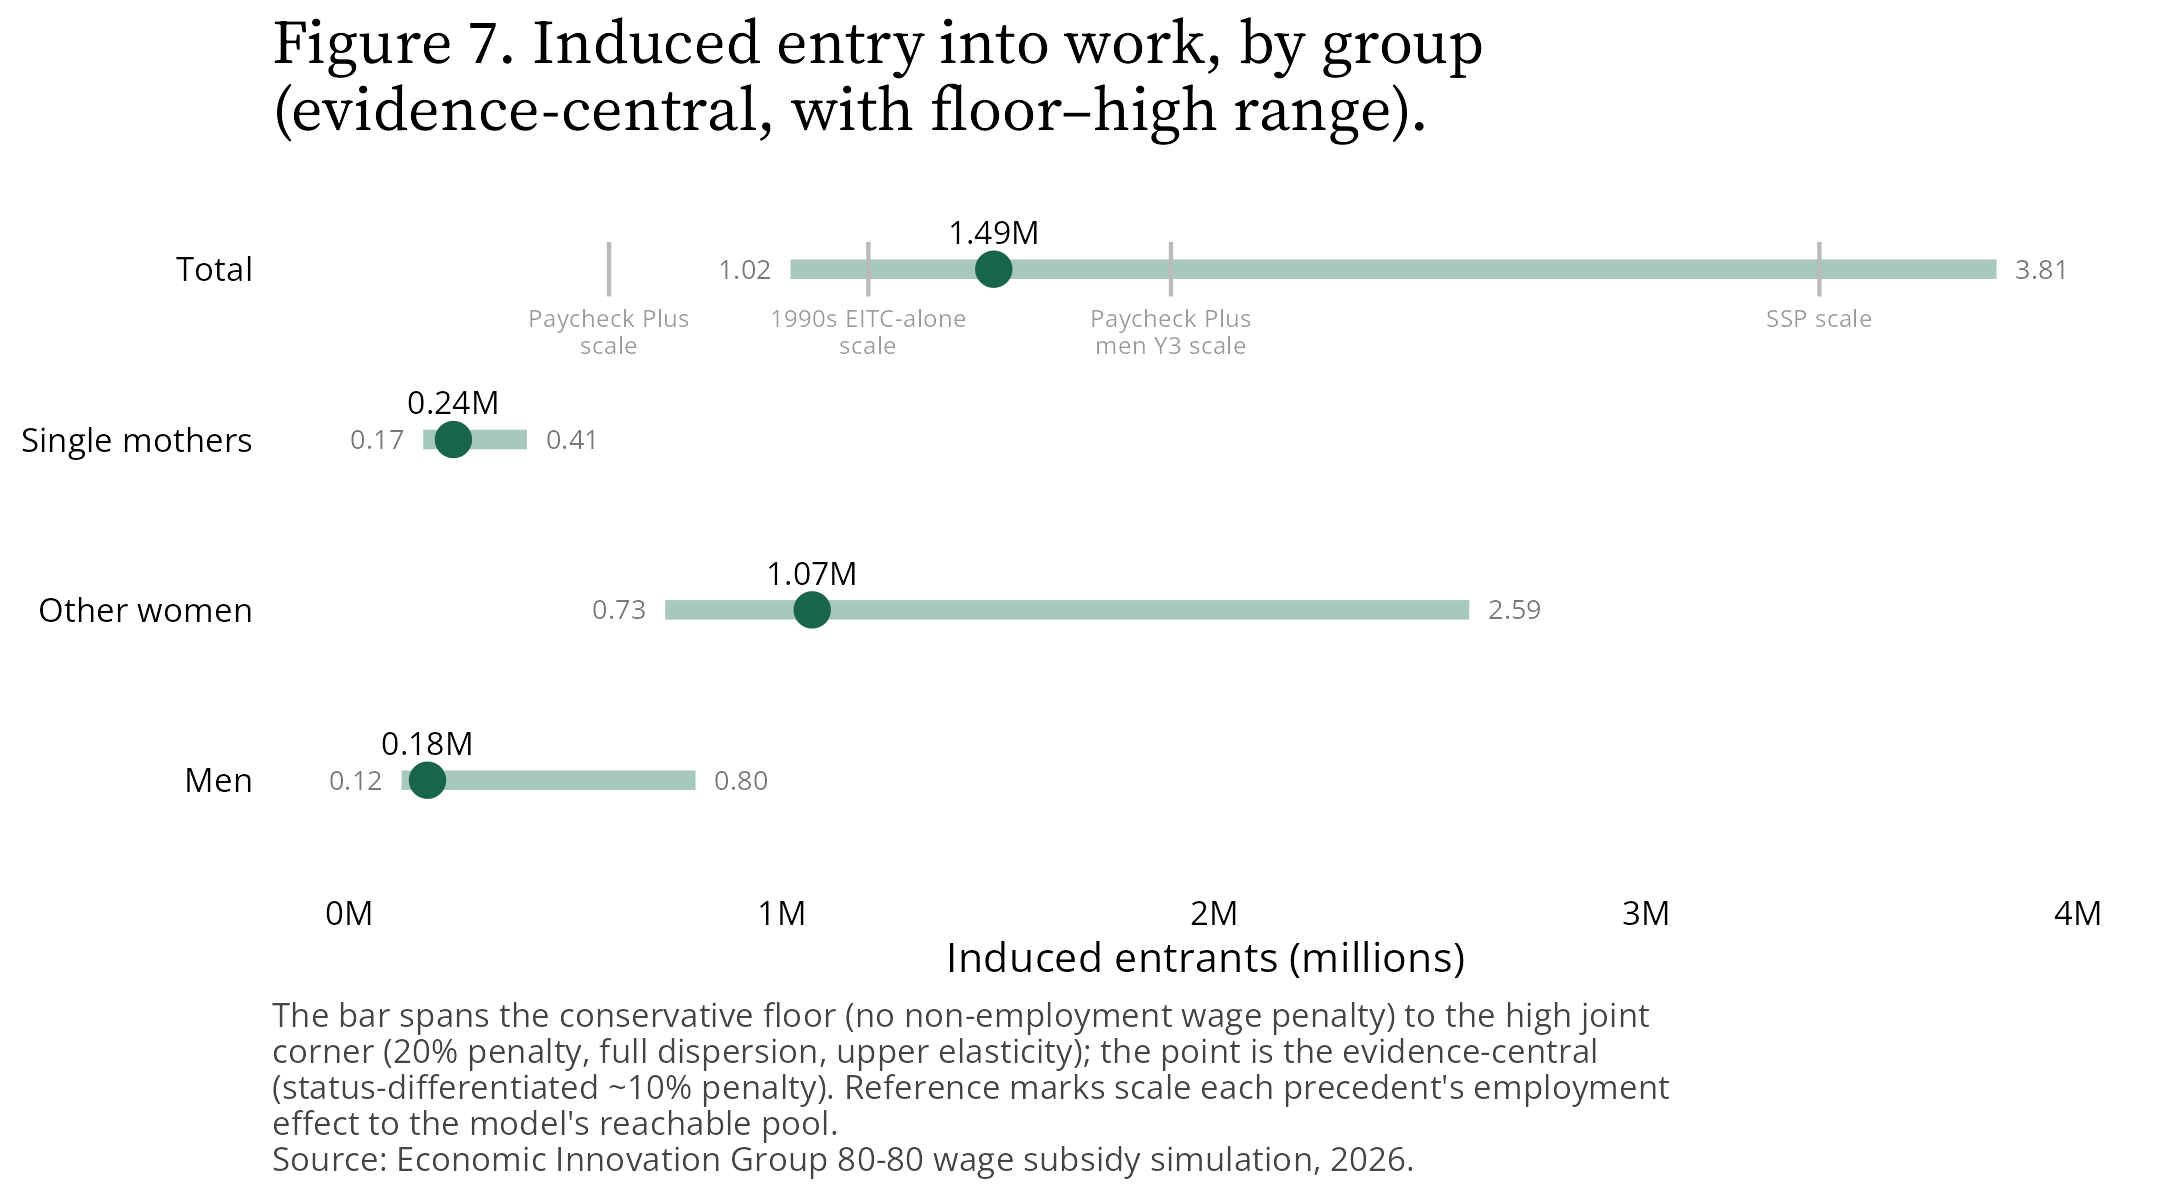 Figure 7. Induced entry into work, by group
(evidence-central, with floor–high range).
1.49M
Total
1.02
3.81
Paycheck Plus
scale
1990s EITC-alone
scale
Paycheck Plus
men Y3 scale
SSP scale
0.24M
Single mothers
0.17
0.41
1.07M
Other women
0.73
2.59
0.18M
Men
0.12
0.80
0M
1M
2M
3M
4M
Induced entrants (millions)
The bar spans the conservative floor (no non-employment wage penalty) to the high joint
corner (20% penalty, full dispersion, upper elasticity); the point is the evidence-central
(status-differentiated ~10% penalty). Reference marks scale each precedent's employment
effect to the model's reachable pool.
Source: Economic Innovation Group 80-80 wage subsidy simulation, 2026.